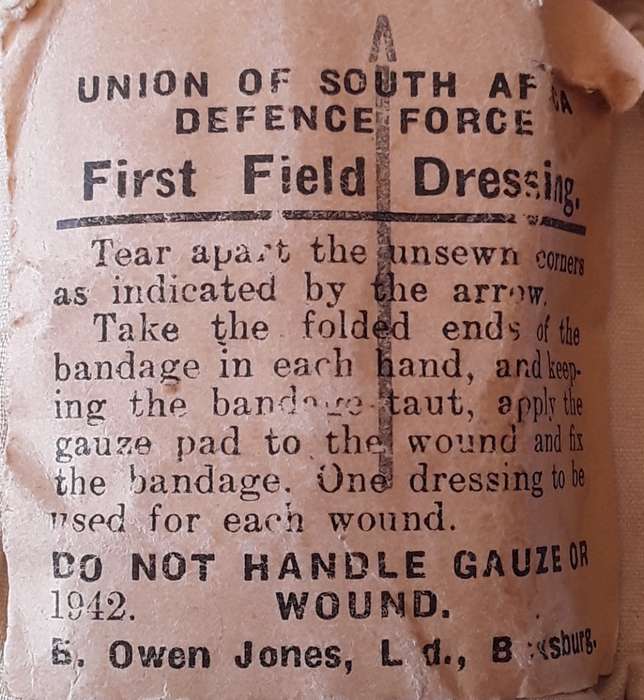 UNION OF SOUTH AFRICA
DEFENCE FORCE
First Field Dressing.
Tear apart the unsewn corners
as indicated by the arrow.
Take the folded ends of the
bandage in each hand, and keep-
ing the bandage taut, apply the
gauze pad to the wound and fix
the bandage. One dressing to be
used for each wound.
DO NOT HANDLE GAUZE OR
1942. WOUND.
E. Owen Jones, Ltd., Boksburg.